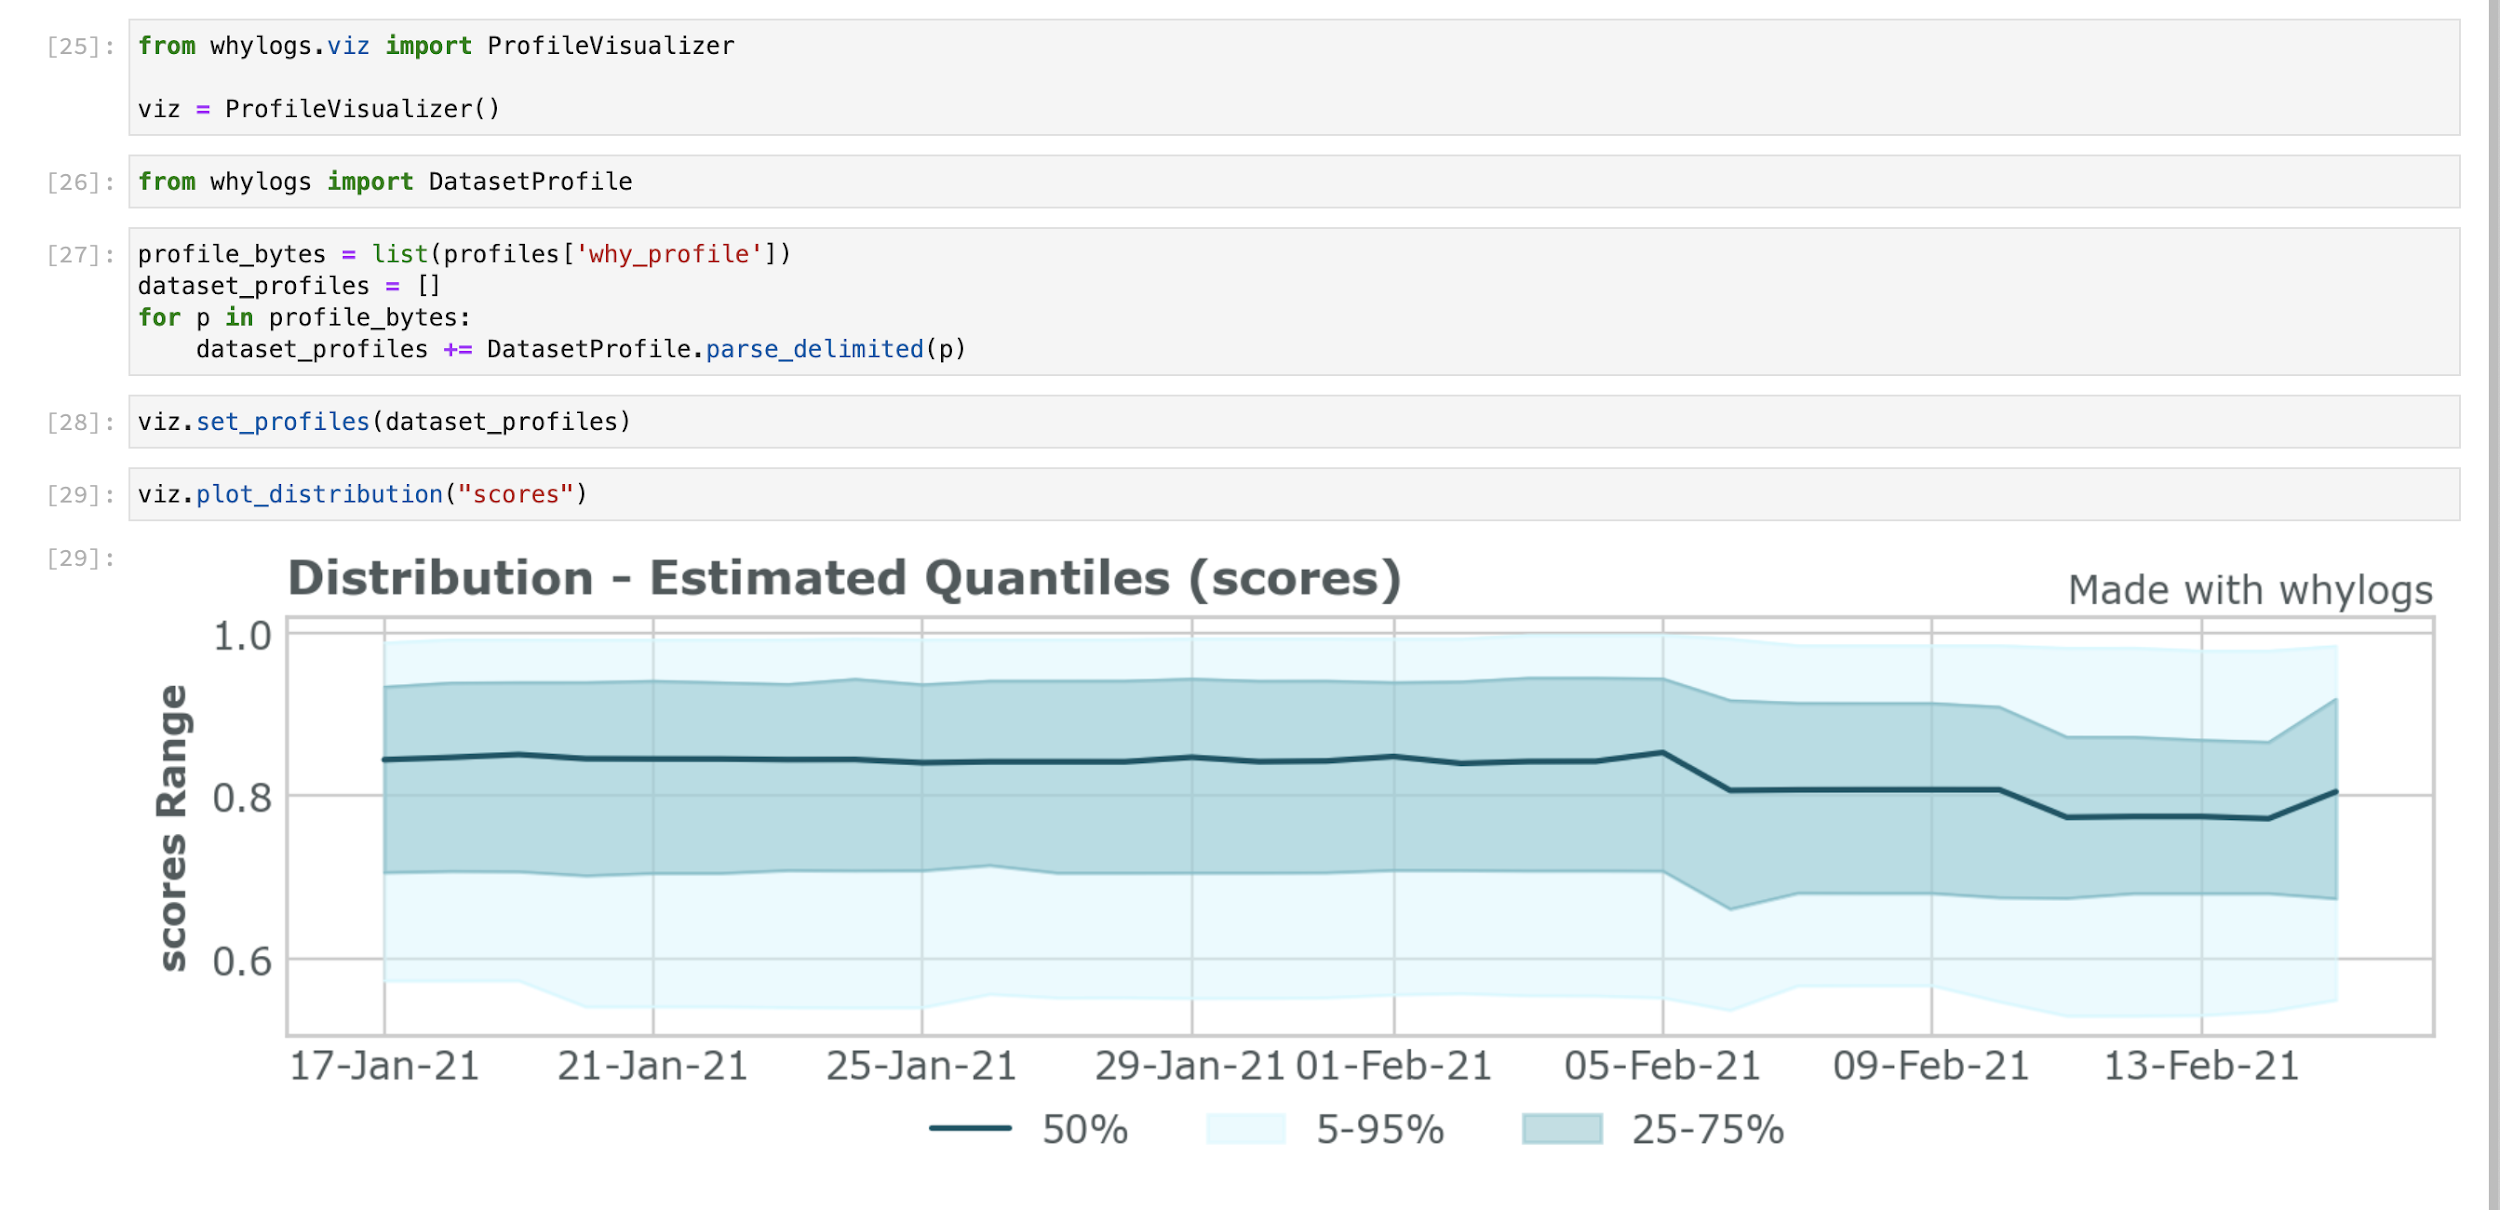 [25]: from whylogs.viz import ProfileVisualizer
viz = ProfileVisualizer()
[26]: from whylogs import DatasetProfile
[27]: profile_bytes = list(profiles['why_profile'])
dataset_profiles = []
for p in profile_bytes:
    dataset_profiles += DatasetProfile.parse_delimited(p)
[28]: viz.set_profiles(dataset_profiles)
[29]: viz.plot_distribution("scores")
[29]:
Distribution - Estimated Quantiles (scores)
Made with whylogs
scores Range
1.0
0.8
0.6
17-Jan-21 21-Jan-21 25-Jan-21 29-Jan-21 01-Feb-21 05-Feb-21 09-Feb-21 13-Feb-21
50% 5-95% 25-75%